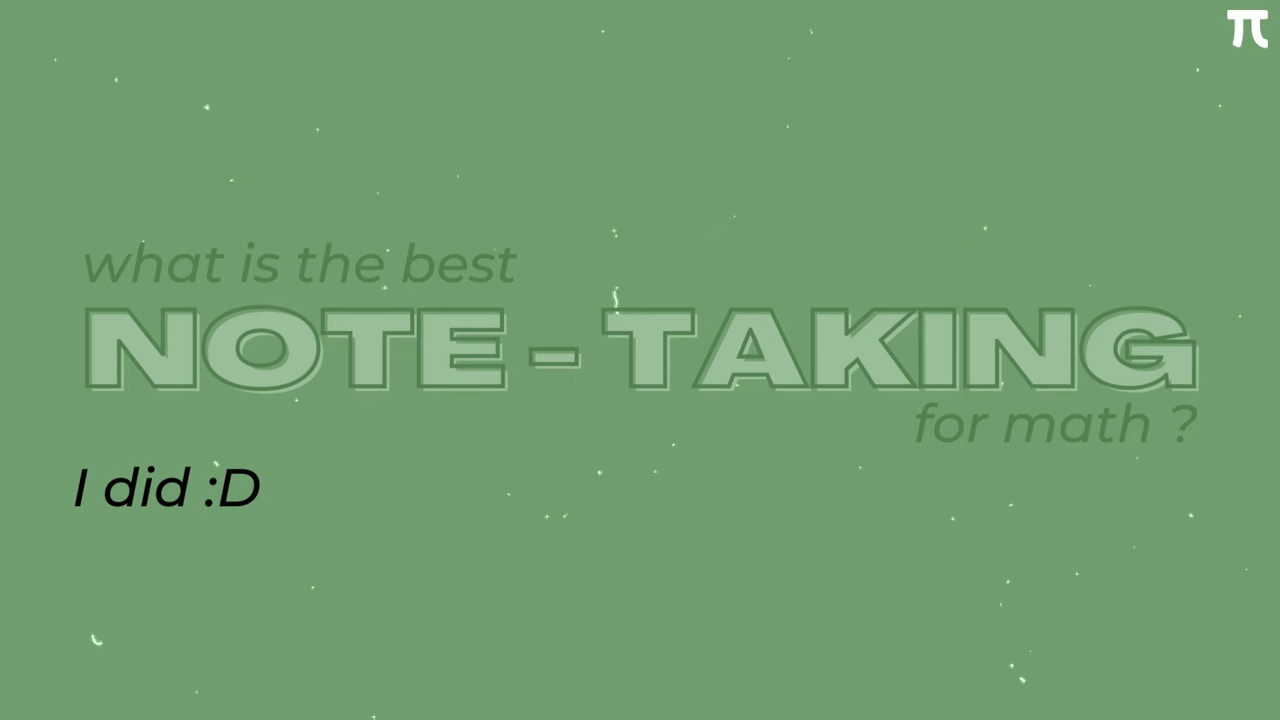 π
what is the best
NOTE - TAKING
for math ?
I did :D